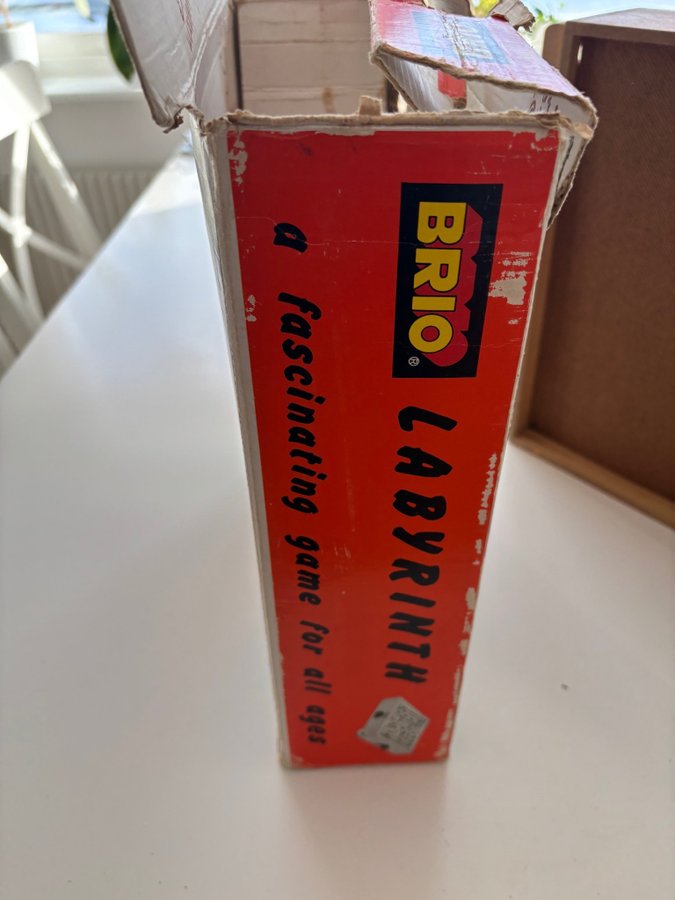 BRIO®
LABYRINTH
a fascinating game for all ages